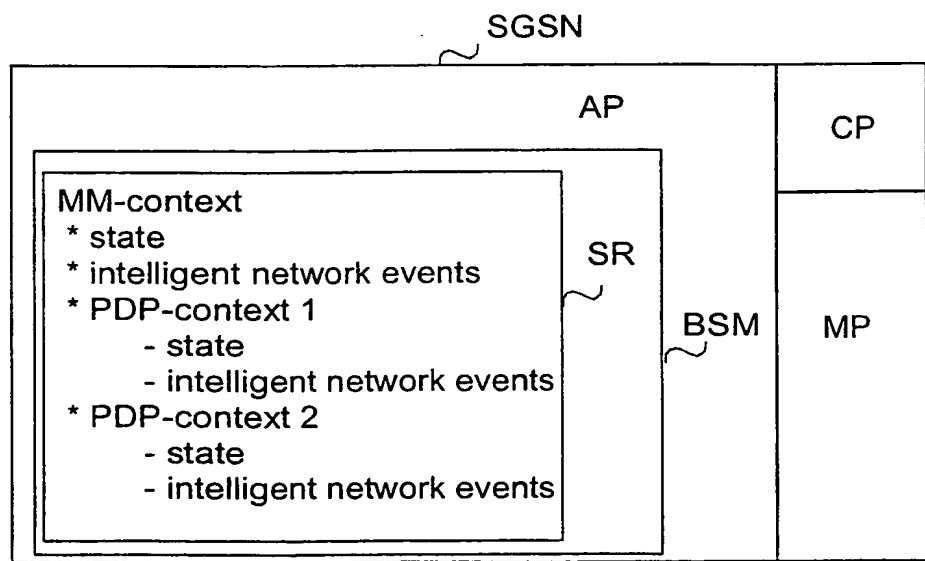 SGSN
AP
CP
MM-context
* state
* intelligent network events
* PDP-context 1
- state
- intelligent network events
* PDP-context 2
- state
- intelligent network events
SR
BSM
MP